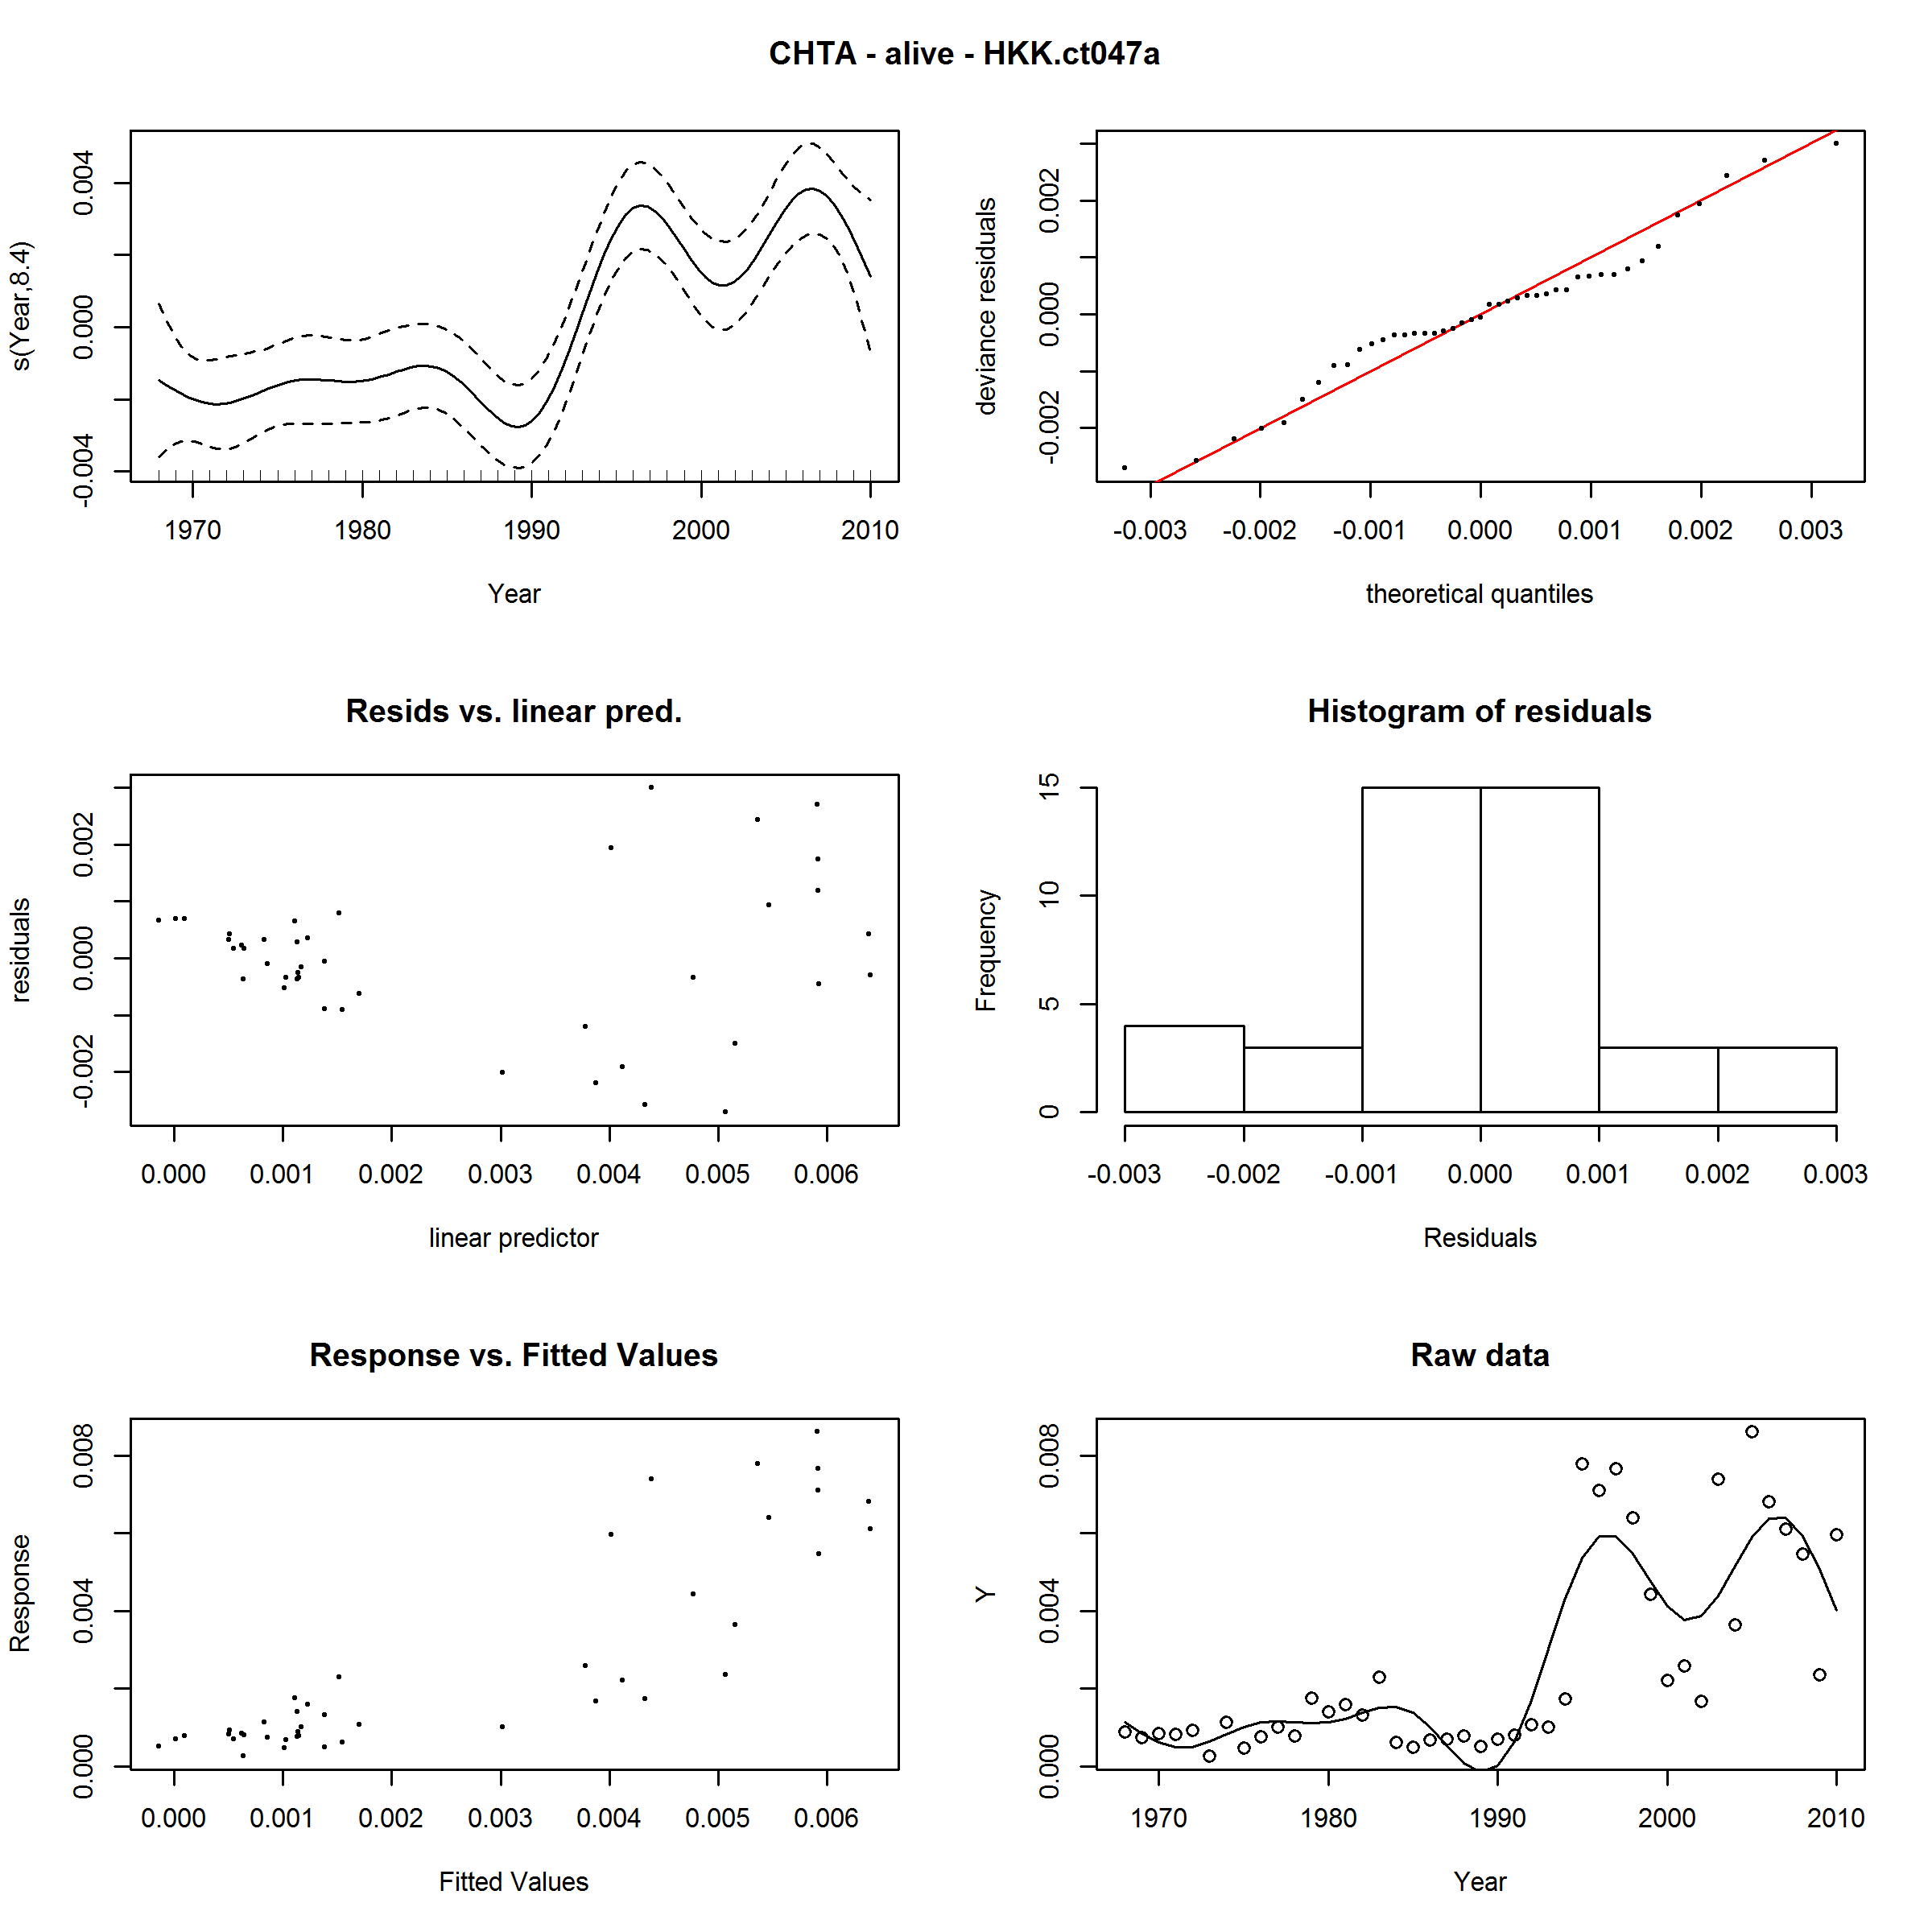 CHTA - alive - HKK.ct047a
s(Year,8.4)
0.004
0.000
-0.004
1970 1980 1990 2000 2010
Year
deviance residuals
0.002
0.000
-0.002
-0.003 -0.002 -0.001 0.000 0.001 0.002 0.003
theoretical quantiles
Resids vs. linear pred.
residuals
0.002
0.000
-0.002
0.000 0.001 0.002 0.003 0.004 0.005 0.006
linear predictor
Histogram of residuals
Frequency
15
10
5
0
-0.003 -0.002 -0.001 0.000 0.001 0.002 0.003
Residuals
Response vs. Fitted Values
Response
0.008
0.004
0.000
0.000 0.001 0.002 0.003 0.004 0.005 0.006
Fitted Values
Raw data
Y
0.008
0.004
0.000
1970 1980 1990 2000 2010
Year